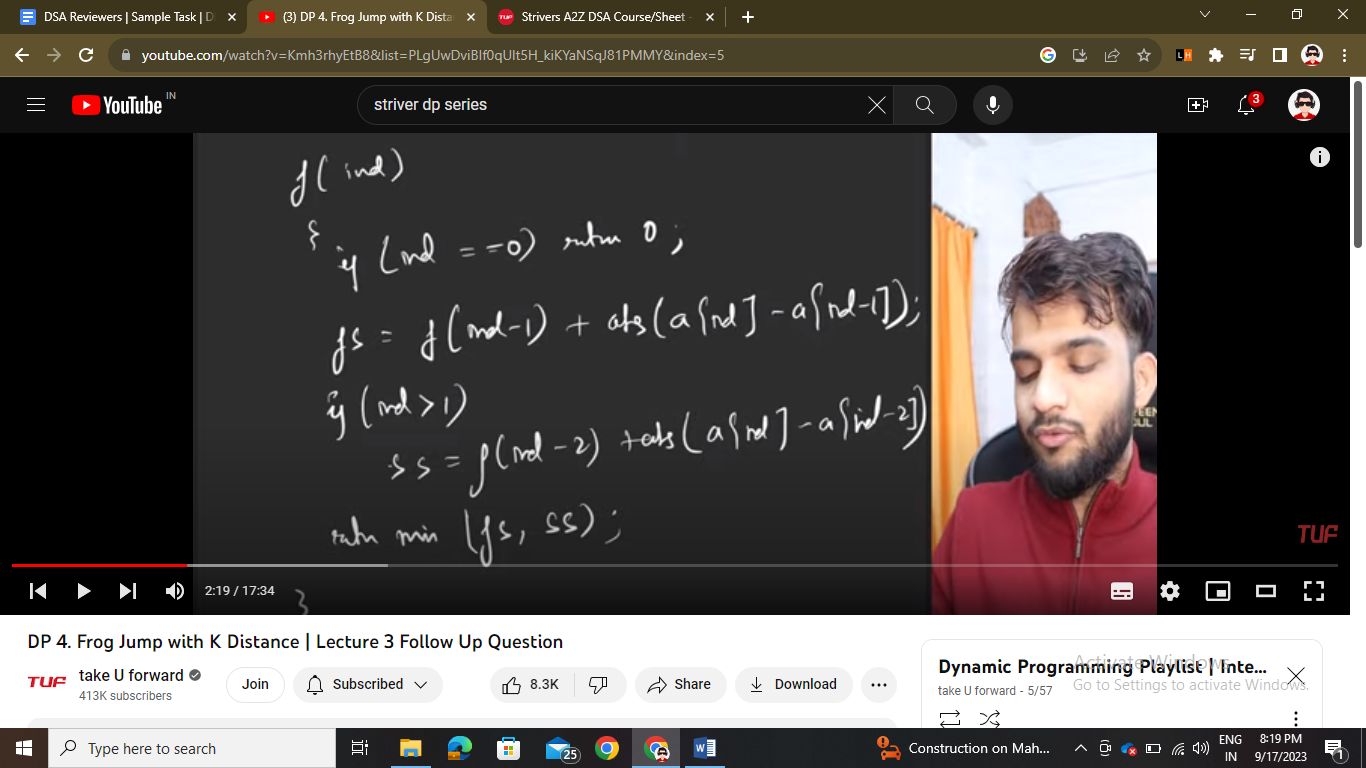 DSA Reviewers | Sample Task | D
(3) DP 4. Frog Jump with K Dista
Strivers A2Z DSA Course/Sheet -
youtube.com/watch?v=Kmh3rhyEtB8&list=PLgUwDviBIf0qUlt5H_kiKYaNSqJ81PMMY&index=5
YouTube IN
striver dp series
3
f(ind)
{
if (ind == 0) return 0;
fs = f(ind-1) + abs(a[ind] - a[ind-1]);
if (ind > 1)
ss = f(ind-2) + abs(a[ind] - a[ind-2])
return min (fs, ss);
}
TUF
2:19 / 17:34
DP 4. Frog Jump with K Distance | Lecture 3 Follow Up Question
TUF
take U forward
413K subscribers
Join
Subscribed
8.3K
Share
Download
Dynamic Programming Playlist | Inte...
take U forward - 5/57
Activate Windows
Go to Settings to activate Windows.
Type here to search
25
Construction on Mah...
ENG
IN
8:19 PM
9/17/2023
1